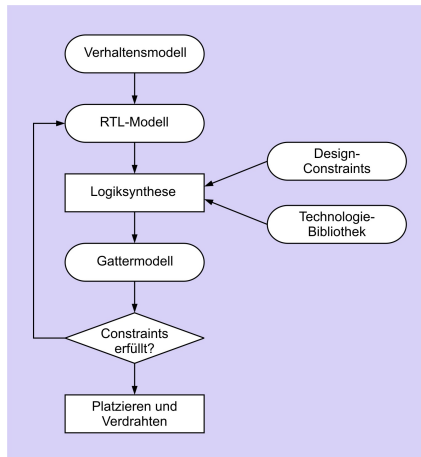 Verhaltensmodell
RTL-Modell
Design-
Constraints
Logiksynthese
Technologie-
Bibliothek
Gattermodell
Constraints
erfüllt?
Platzieren und
Verdrahten